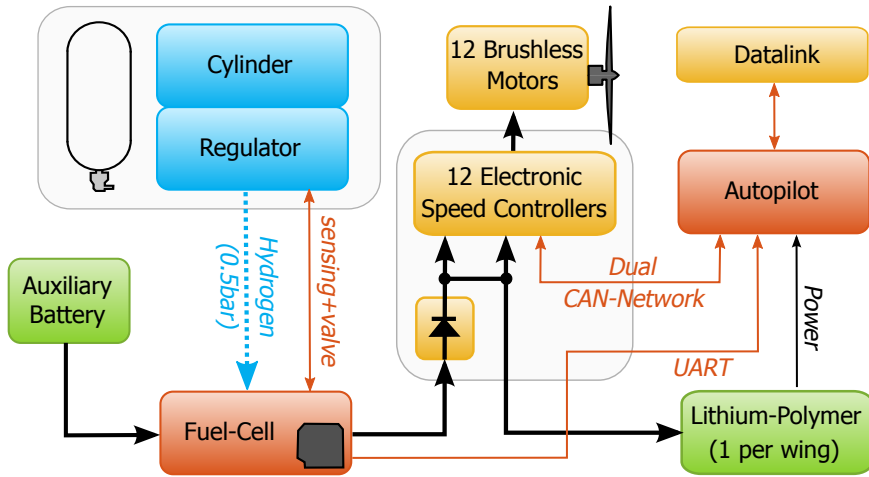 Cylinder
Regulator
12 Brushless
Motors
Datalink
12 Electronic
Speed Controllers
Autopilot
Hydrogen
(0.5bar)
sensing+valve
Auxiliary
Battery
Dual
CAN-Network
Power
UART
Fuel-Cell
Lithium-Polymer
(1 per wing)